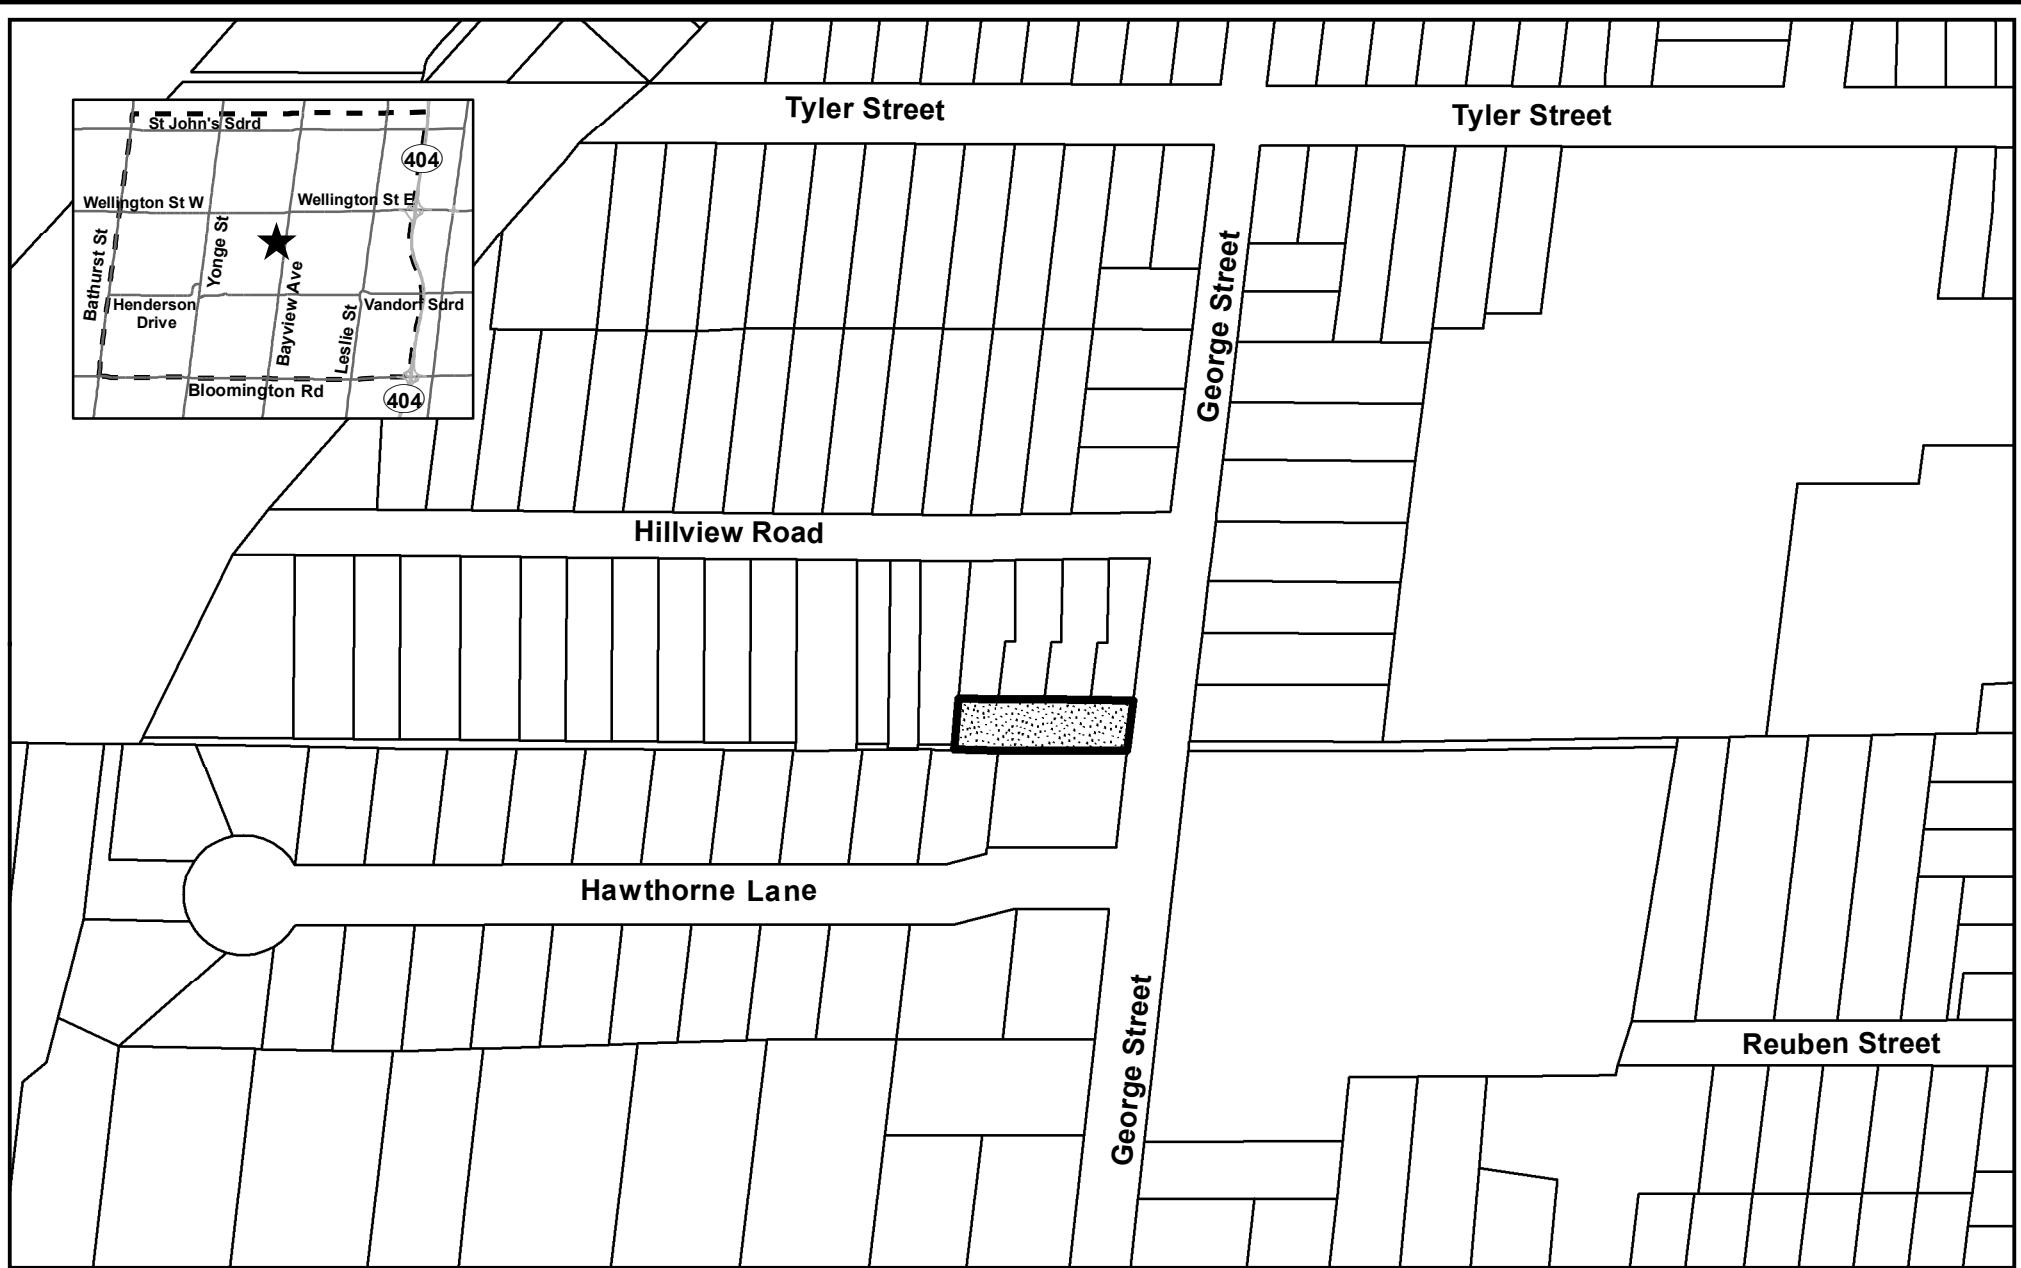 Tyler Street
Tyler Street
St John's Sdrd
404
Wellington St W
Wellington St E
Yonge St
Bathurst St
Bayview Ave
Henderson
Drive
Leslie St
Vandorf Sdrd
Bloomington Rd
404
George Street
Hillview Road
Hawthorne Lane
George Street
Reuben Street